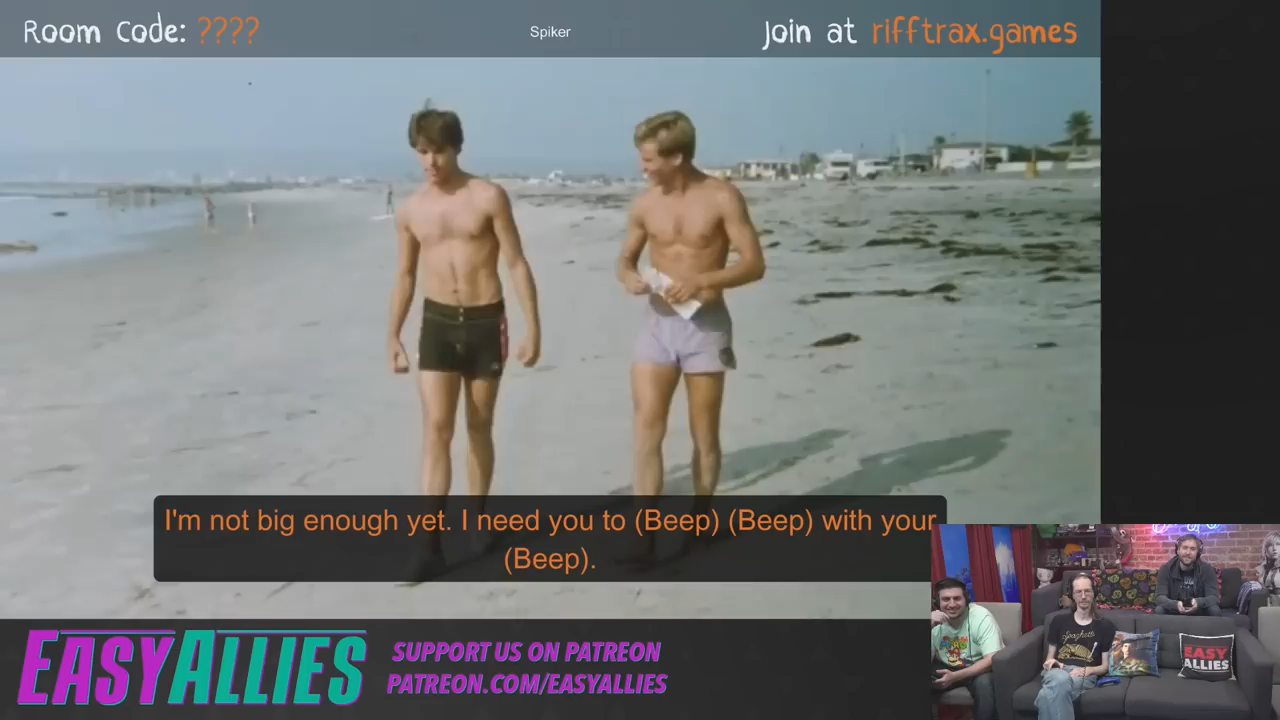 Room Code: ????
Spiker
Join at rifftrax.games
I'm not big enough yet. I need you to (Beep) (Beep) with your
(Beep).
EASYALLIES
SUPPORT US ON PATREON
PATREON.COM/EASYALLIES
Spaghetti
EASY
ALLIES